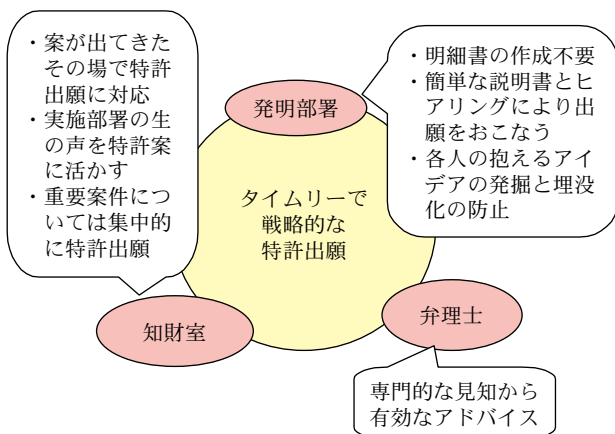 ・案が出てきた
その場で特許
出願に対応
・実施部署の生
の声を特許案
に活かす
・重要案件につ
いては集中的
に特許出願
発明部署
・明細書の作成不要
・簡単な説明書とヒ
アリングにより出
願をおこなう
・各人の抱えるアイ
デアの発掘と埋没
化の防止
タイムリーで
戦略的な
特許出願
知財室
弁理士
専門的な見知から
有効なアドバイス